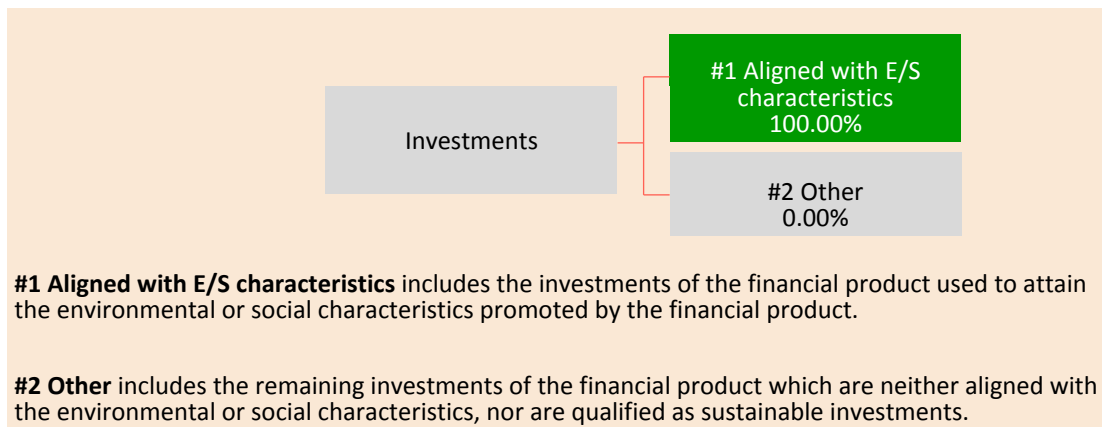 #1 Aligned with E/S
characteristics
100.00%
Investments
#2 Other
0.00%
#1 Aligned with E/S characteristics includes the investments of the financial product used to attain
the environmental or social characteristics promoted by the financial product.
#2 Other includes the remaining investments of the financial product which are neither aligned with
the environmental or social characteristics, nor are qualified as sustainable investments.